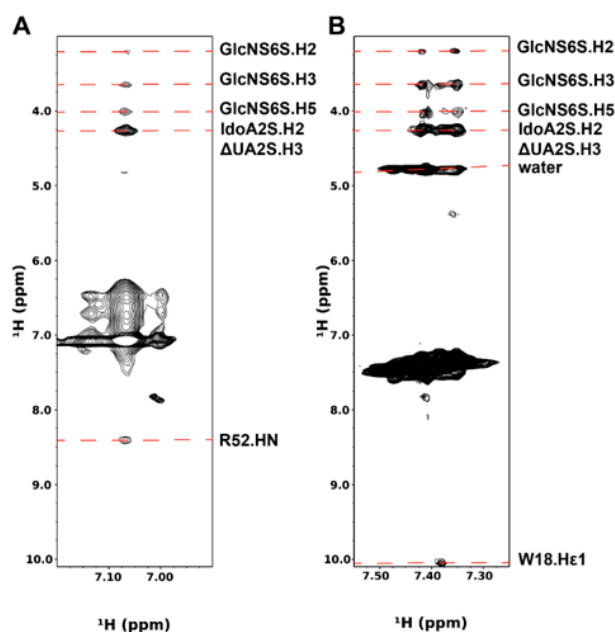 A
GlcNS6S.H2
GlcNS6S.H3
4.0
GlcNS6S.H5
IdoA2S.H2
ΔUA2S.H3
5.0
¹H (ppm)
6.0
7.0
8.0
R52.HN
9.0
10.0
7.10 7.00
¹H (ppm)
B
GlcNS6S.H2
GlcNS6S.H3
4.0
GlcNS6S.H5
IdoA2S.H2
ΔUA2S.H3
water
5.0
¹H (ppm)
6.0
7.0
8.0
9.0
10.0
W18.Hε1
7.50 7.40 7.30
¹H (ppm)